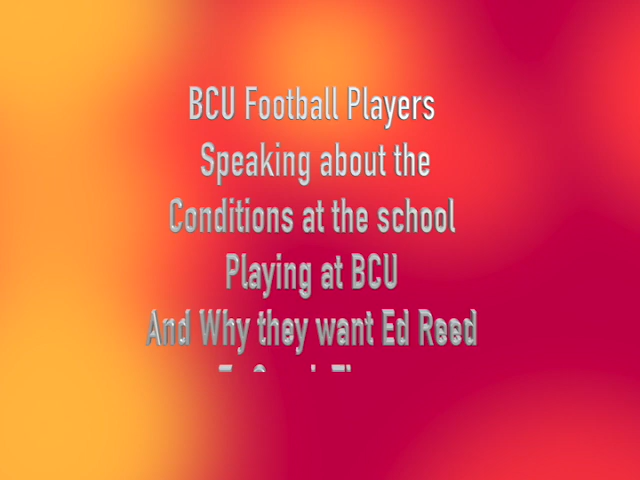 BCU Football Players
Speaking about the
Conditions at the school
Playing at BCU
And Why they want Ed Reed